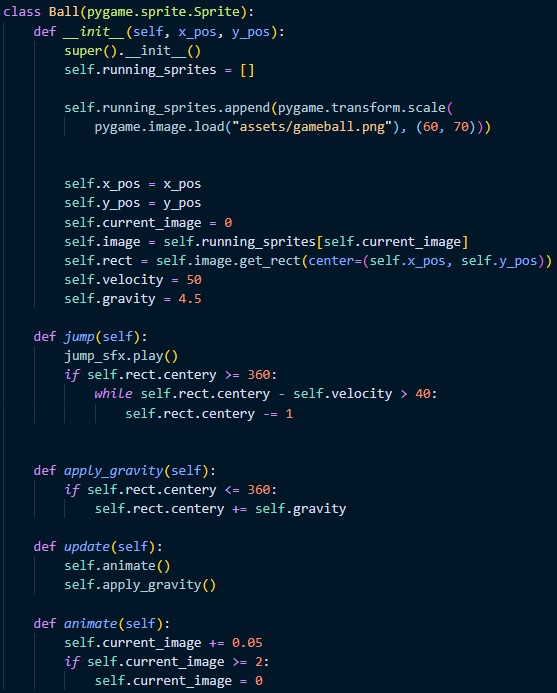 class Ball(pygame.sprite.Sprite):
    def __init__(self, x_pos, y_pos):
        super().__init__()
        self.running_sprites = []

        self.running_sprites.append(pygame.transform.scale(
            pygame.image.load("assets/gameball.png"), (60, 70)))


        self.x_pos = x_pos
        self.y_pos = y_pos
        self.current_image = 0
        self.image = self.running_sprites[self.current_image]
        self.rect = self.image.get_rect(center=(self.x_pos, self.y_pos))
        self.velocity = 50
        self.gravity = 4.5

    def jump(self):
        jump_sfx.play()
        if self.rect.centery >= 360:
            while self.rect.centery - self.velocity > 40:
                self.rect.centery -= 1


    def apply_gravity(self):
        if self.rect.centery <= 360:
            self.rect.centery += self.gravity

    def update(self):
        self.animate()
        self.apply_gravity()

    def animate(self):
        self.current_image += 0.05
        if self.current_image >= 2:
            self.current_image = 0